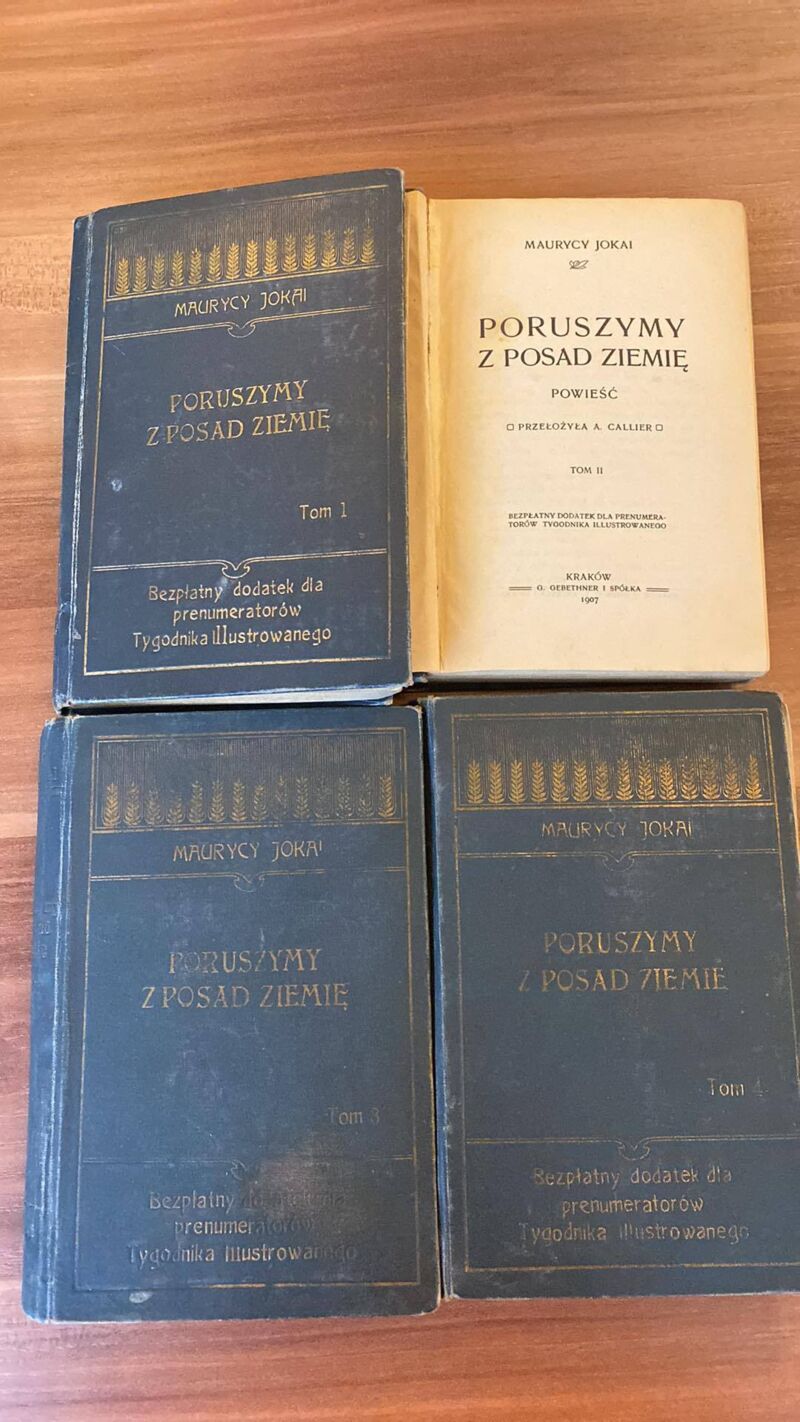 MAURYCY JOKAI
PORUSZYMY
Z POSAD ZIEMIĘ
Tom 1
Bezpłatny dodatek dla
prenumeratorów
Tygodnika Illustrowanego
MAURYCY JOKAI
PORUSZYMY
Z POSAD ZIEMIĘ
POWIEŚĆ
PRZEŁOŻYŁA A. CALLIER
TOM II
BEZPŁATNY DODATEK DLA PRENUMERA-
TORÓW TYGODNIKA ILLUSTROWANEGO
KRAKÓW
G. GEBETHNER I SPÓŁKA
1907
MAURYCY JOKAI
PORUSZYMY
Z POSAD ZIEMIĘ
Tom 3
Bezpłatny dodatek dla
prenumeratorów
Tygodnika Illustrowanego
MAURYCY JOKAI
PORUSZYMY
Z POSAD ZIEMIĘ
Tom 4
Bezpłatny dodatek dla
prenumeratorów
Tygodnika Illustrowanego